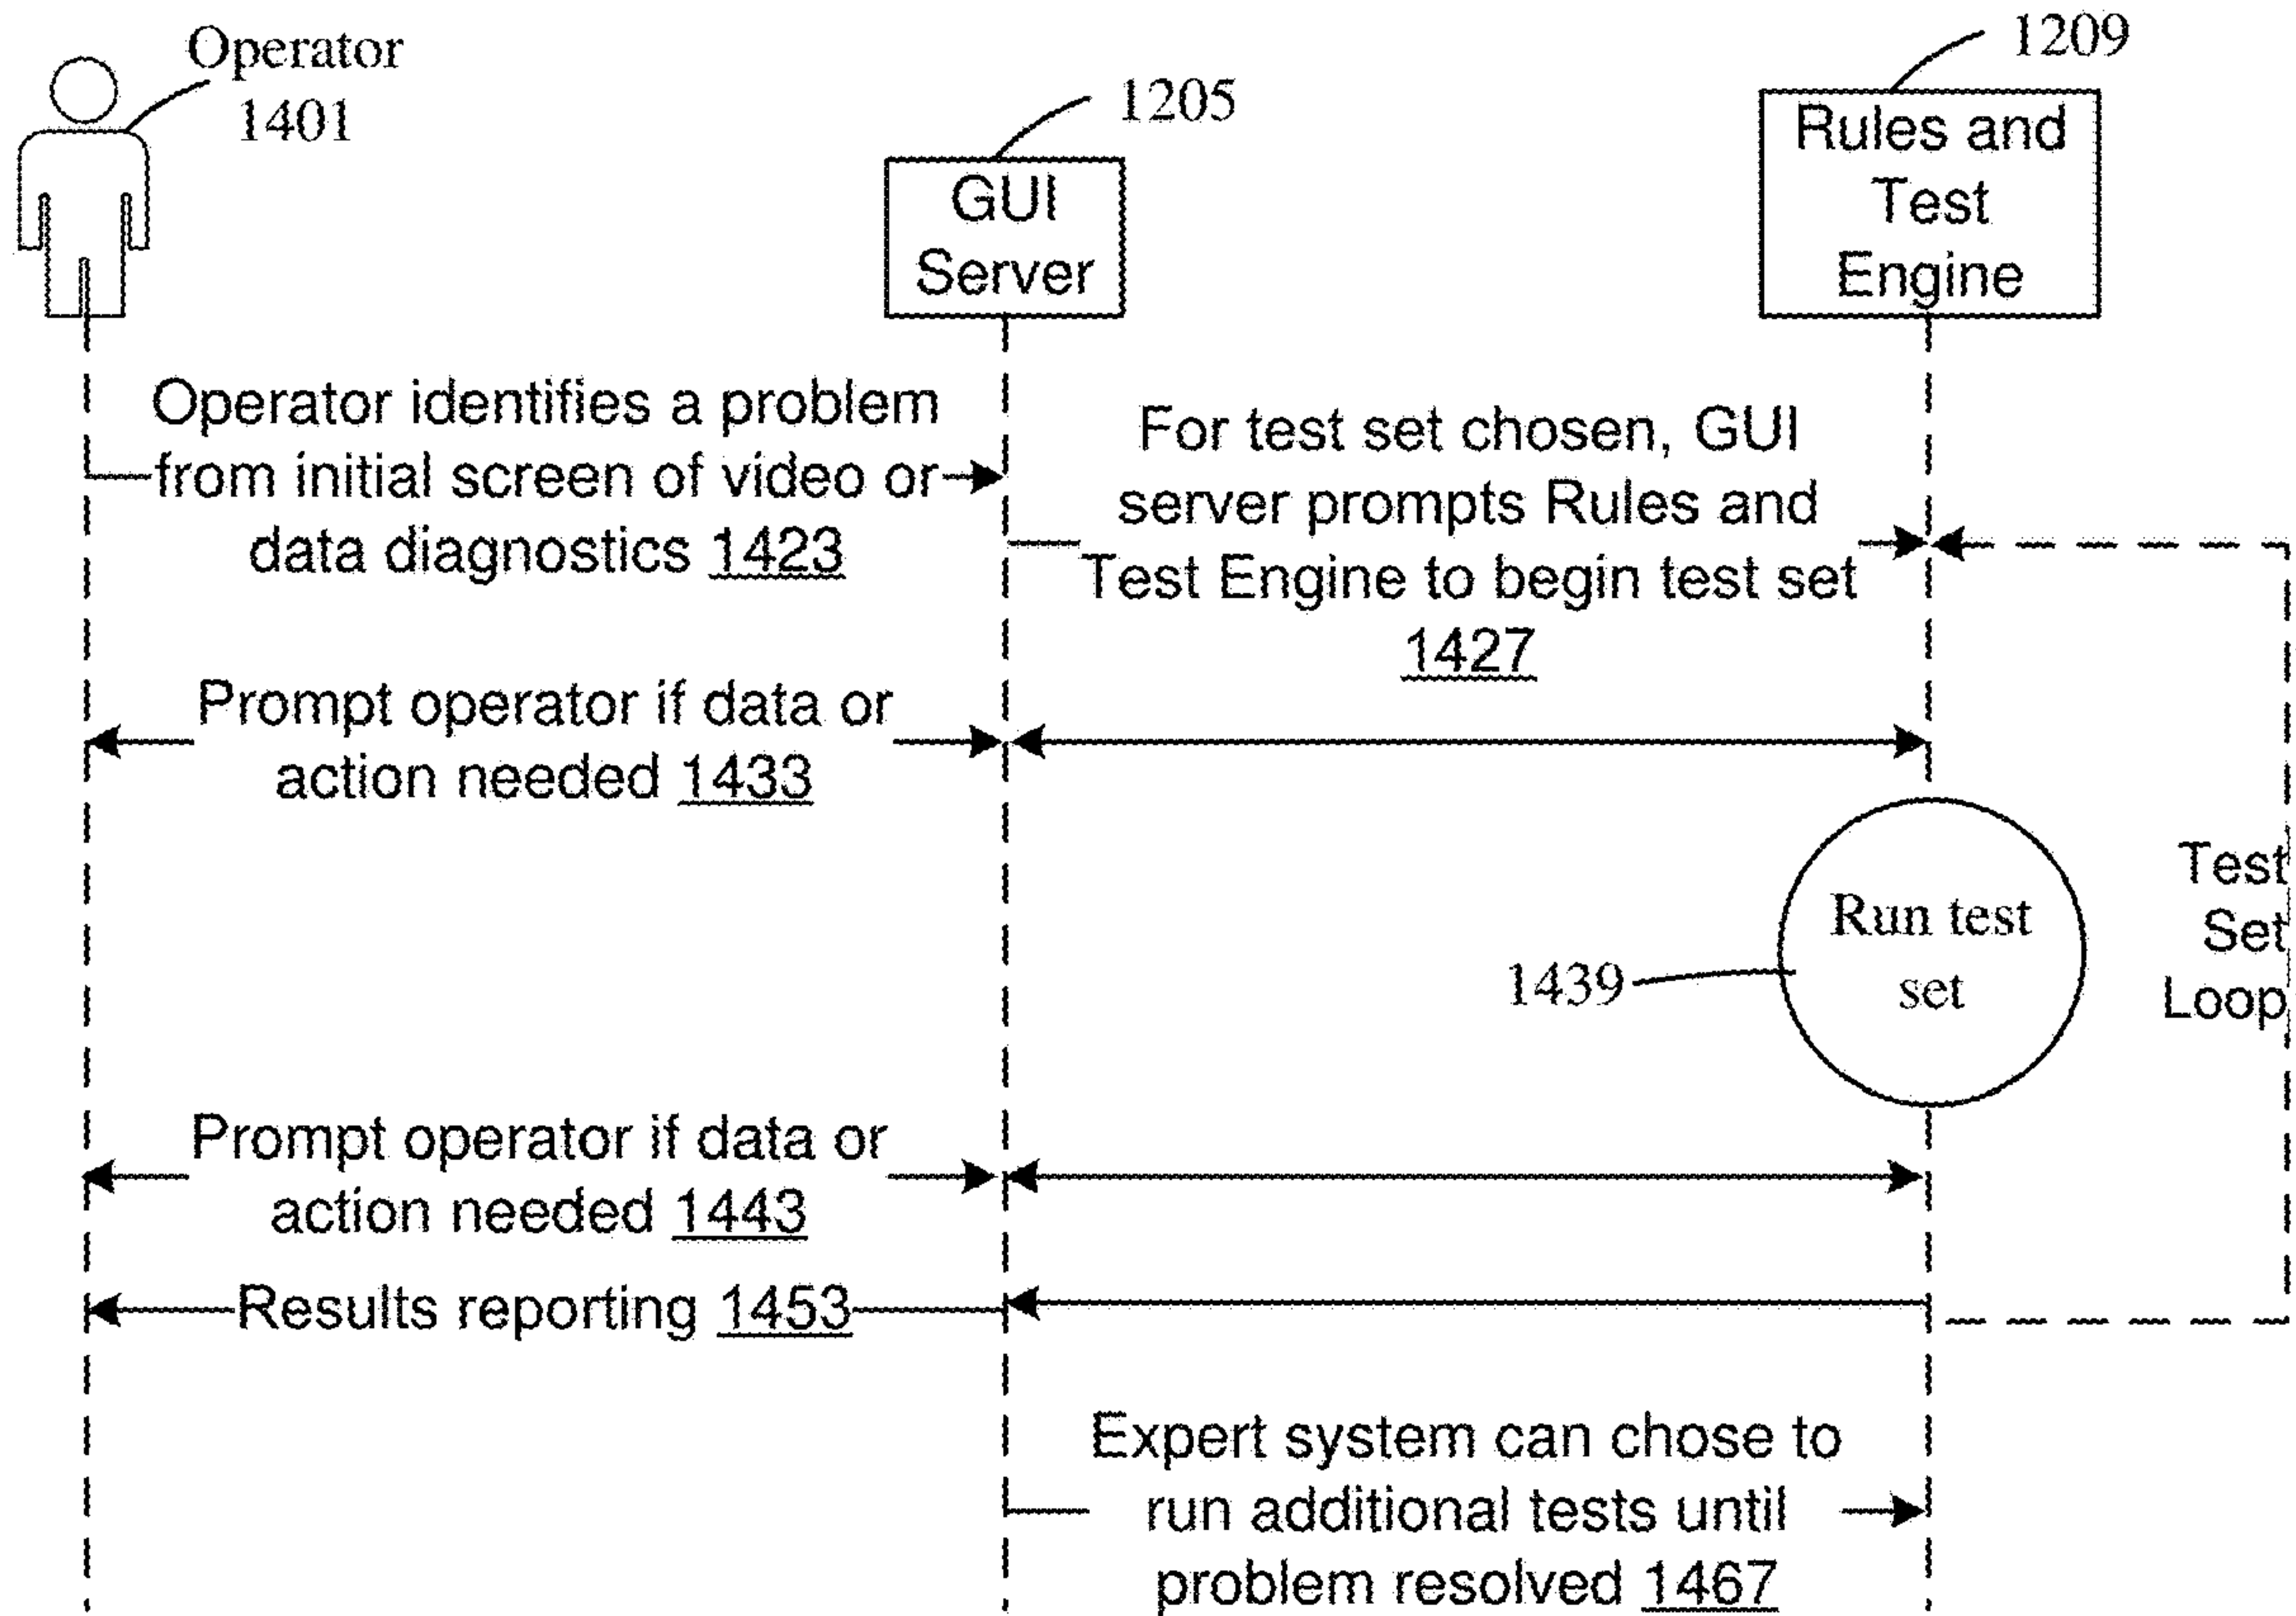 Operator
1401
1205
GUI
Server
1209
Rules and
Test
Engine
Operator identifies a problem
from initial screen of video or
data diagnostics 1423
For test set chosen, GUI
server prompts Rules and
Test Engine to begin test set
1427
Prompt operator if data or
action needed 1433
Run test
set
1439
Test
Set
Loop
Prompt operator if data or
action needed 1443
Results reporting 1453
Expert system can chose to
run additional tests until
problem resolved 1467